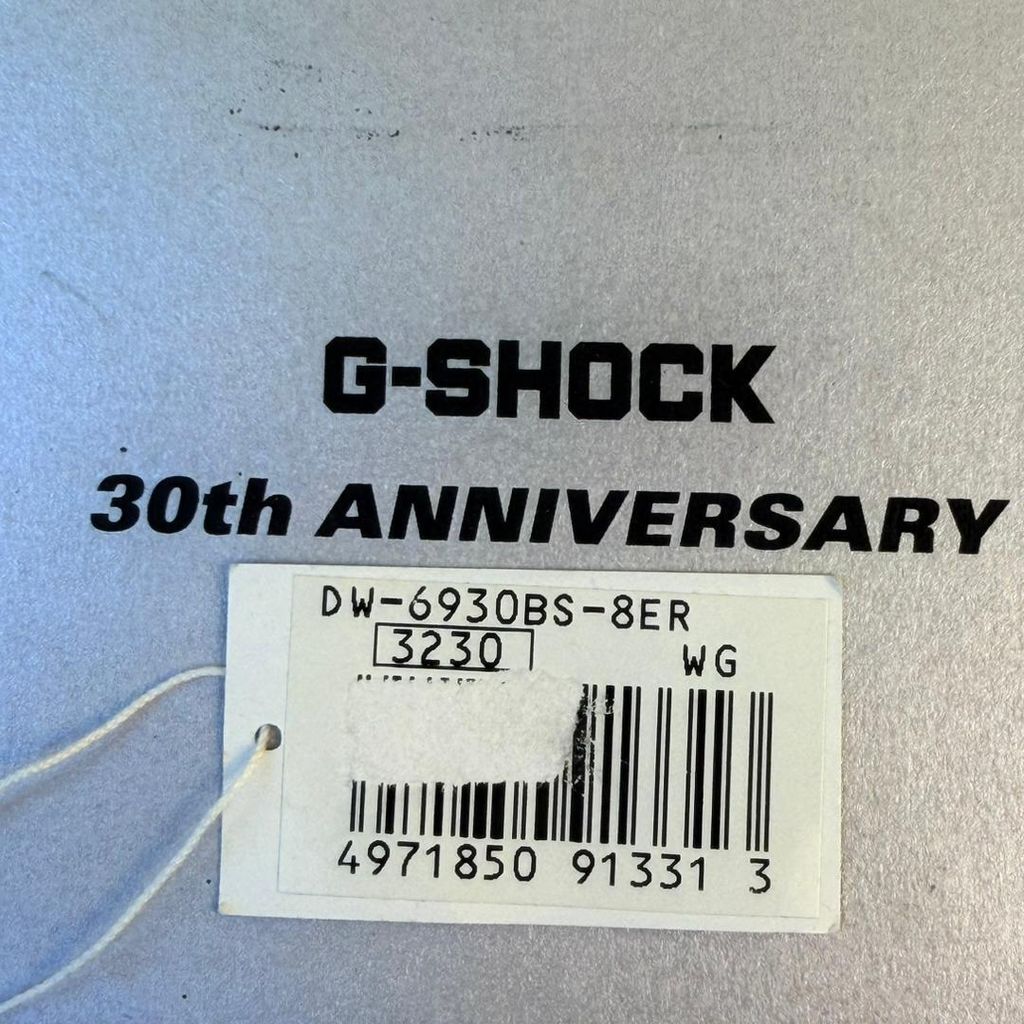 G-SHOCK
30th ANNIVERSARY
DW-6930BS-8ER
3230
WG
4971850 91331 3